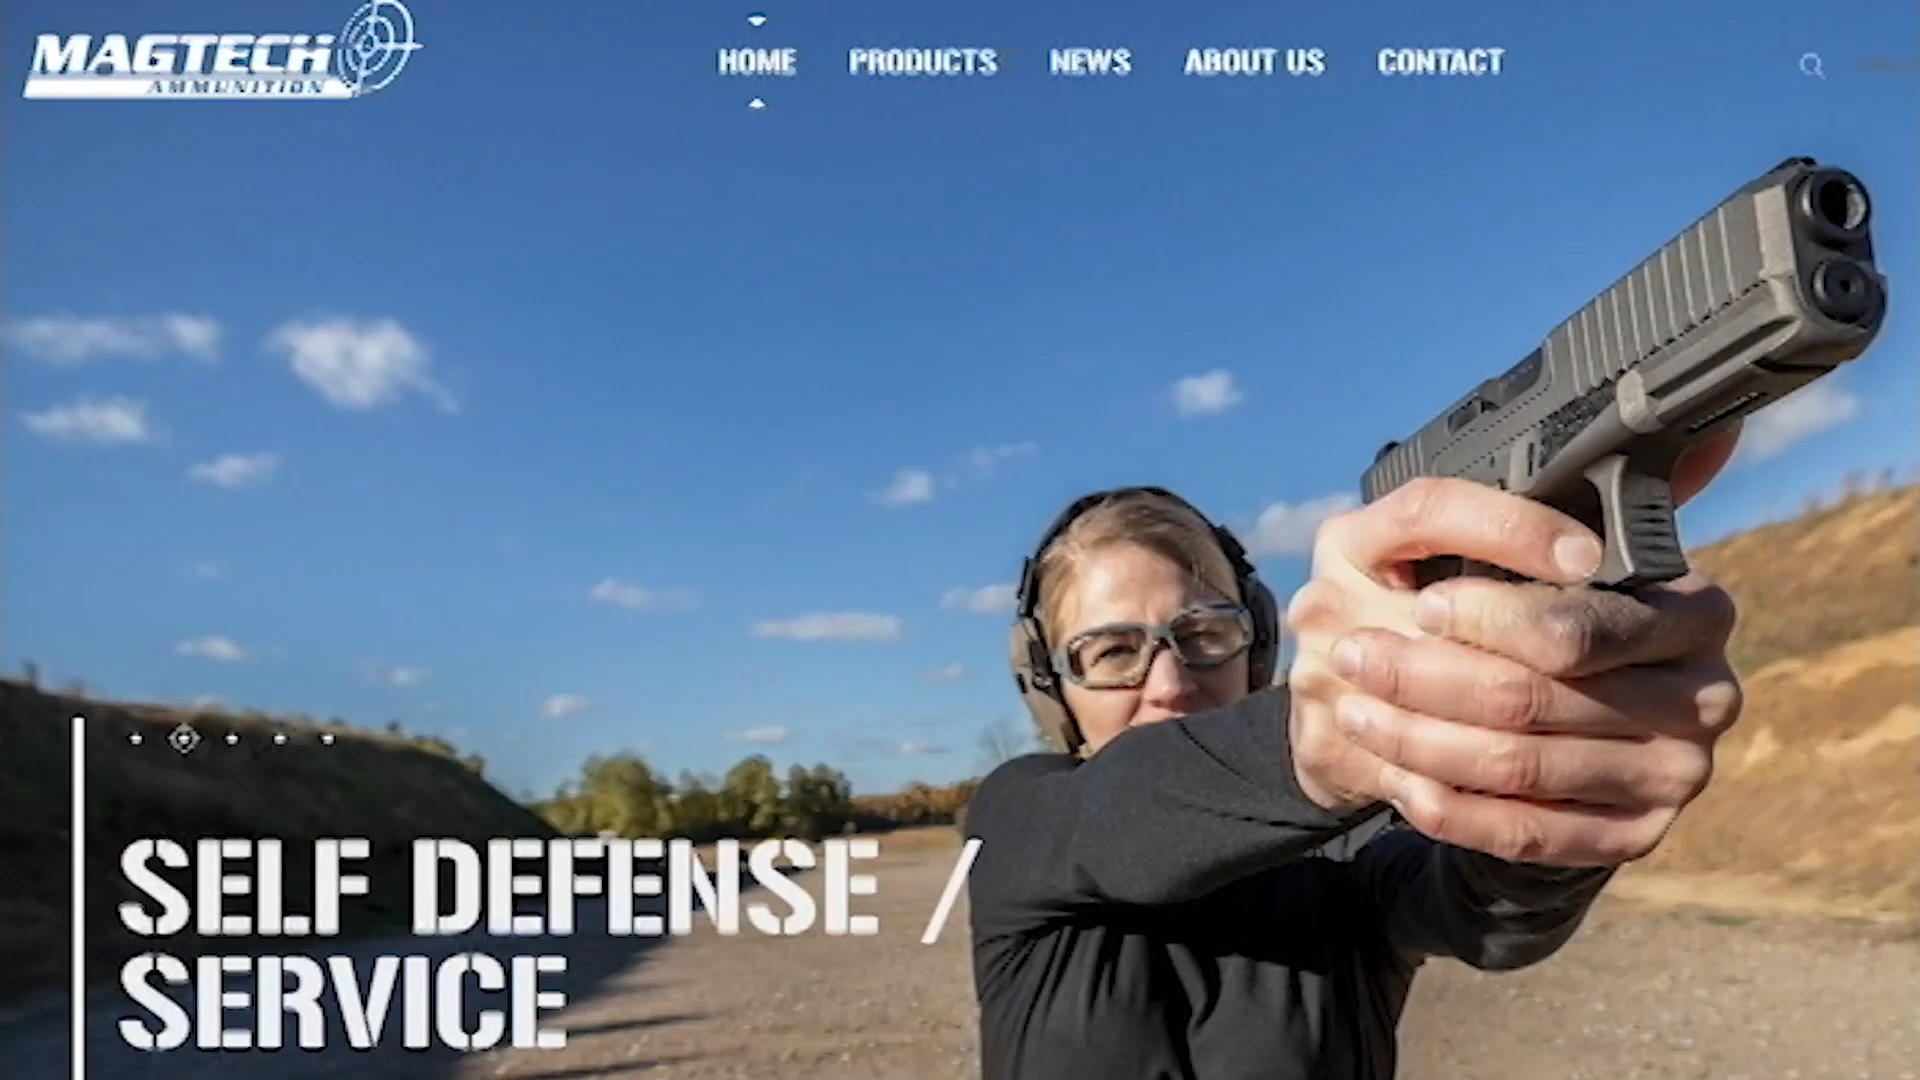 MAGTECH
AMMUNITION
HOME PRODUCTS NEWS ABOUT US CONTACT
SELF DEFENSE /
SERVICE